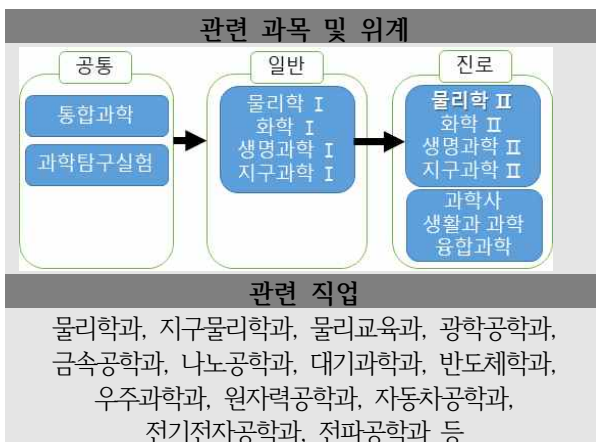 관련 과목 및 위계
공통
통합과학
과학탐구실험
일반
물리학 Ⅰ
화학 Ⅰ
생명과학 Ⅰ
지구과학 Ⅰ
진로
물리학 Ⅱ
화학 Ⅱ
생명과학 Ⅱ
지구과학 Ⅱ
과학사
생활과 과학
융합과학
관련 직업
물리학과, 지구물리학과, 물리교육과, 광학공학과,
금속공학과, 나노공학과, 대기과학과, 반도체학과,
우주과학과, 원자력공학과, 자동차공학과,
전기전자공학과, 전파공학과 등